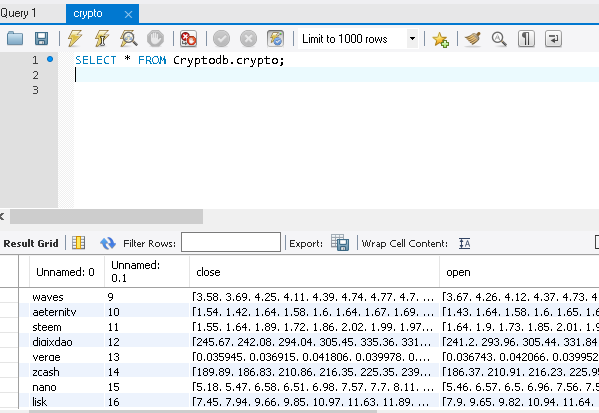 Query 1 crypto
Limit to 1000 rows
1 SELECT * FROM Cryptodb.crypto;
2
3
Result Grid Filter Rows: Export: Wrap Cell Content:
Unnamed: 0 Unnamed: 0.1 close open
waves 9 [3.58, 3.69, 4.25, 4.11, 4.39, 4.74, 4.77, 4.7, ... [3.67, 4.26, 4.12, 4.37, 4.73, 4
aeternity 10 [1.54, 1.42, 1.64, 1.58, 1.6, 1.64, 1.67, 1.69, ... [1.43, 1.64, 1.58, 1.6, 1.65, 1
steem 11 [1.55, 1.64, 1.89, 1.72, 1.86, 2.02, 1.99, 1.97, ... [1.64, 1.9, 1.73, 1.85, 2.01, 1.9
digixdao 12 [245.67, 242.08, 294.04, 305.45, 335.36, 331... [241.2, 293.96, 305.44, 331.84
verge 13 [0.035945, 0.036915, 0.041806, 0.039978, 0... [0.036743, 0.042066, 0.039952
zcash 14 [189.89, 186.83, 210.86, 216.35, 225.35, 239... [187.37, 210.91, 216.23, 225.9
nano 15 [5.18, 5.47, 6.58, 6.51, 6.98, 7.57, 7.7, 8.11, ... [5.46, 6.57, 6.5, 6.96, 7.56, 7.5
lisk 16 [7.45, 7.94, 9.66, 9.85, 10.97, 11.63, 11.89, ... [7.9, 9.65, 9.82, 10.94, 11.64,